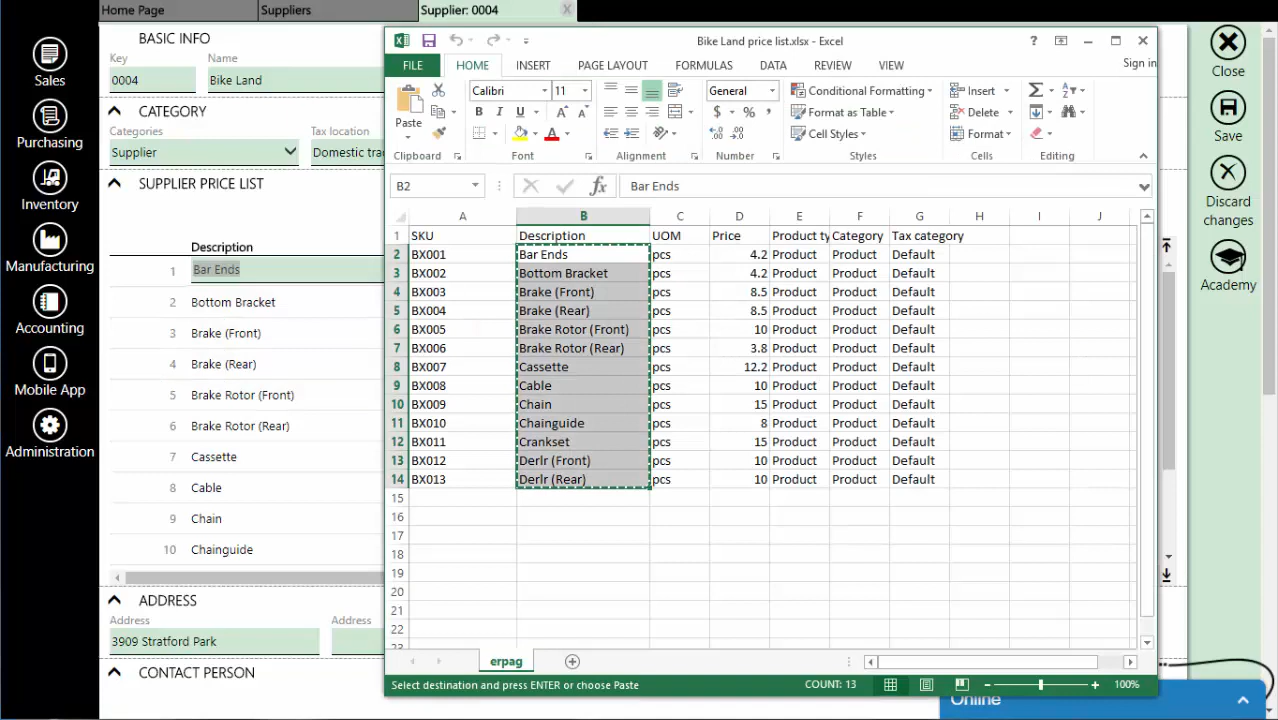 Home Page
Suppliers
Supplier: 0004
Sales
Purchasing
Inventory
Manufacturing
Accounting
Mobile App
Administration
BASIC INFO
Key
Name
0004
Bike Land
CATEGORY
Categories
Tax location
Supplier
Domestic tra
SUPPLIER PRICE LIST
Description
1 Bar Ends
2 Bottom Bracket
3 Brake (Front)
4 Brake (Rear)
5 Brake Rotor (Front)
6 Brake Rotor (Rear)
7 Cassette
8 Cable
9 Chain
10 Chainguide
ADDRESS
Address
Address
3909 Stratford Park
CONTACT PERSON
Bike Land price list.xlsx - Excel
FILE HOME INSERT PAGE LAYOUT FORMULAS DATA REVIEW VIEW
Sign in
Paste
Clipboard
Calibri 11
B I U
Font
Alignment
General
$ % ,
Number
Conditional Formatting
Format as Table
Cell Styles
Styles
Insert
Delete
Format
Cells
Editing
B2
fx
Bar Ends
A B C D E F G H I J
1 SKU Description UOM Price Product ty Category Tax category
2 BX001 Bar Ends pcs 4.2 Product Product Default
3 BX002 Bottom Bracket pcs 4.2 Product Product Default
4 BX003 Brake (Front) pcs 8.5 Product Product Default
5 BX004 Brake (Rear) pcs 8.5 Product Product Default
6 BX005 Brake Rotor (Front) pcs 10 Product Product Default
7 BX006 Brake Rotor (Rear) pcs 3.8 Product Product Default
8 BX007 Cassette pcs 12.2 Product Product Default
9 BX008 Cable pcs 10 Product Product Default
10 BX009 Chain pcs 15 Product Product Default
11 BX010 Chainguide pcs 8 Product Product Default
12 BX011 Crankset pcs 15 Product Product Default
13 BX012 Derlr (Front) pcs 10 Product Product Default
14 BX013 Derlr (Rear) pcs 10 Product Product Default
15
16
17
18
19
20
21
22
23
erpag
Select destination and press ENTER or choose Paste
COUNT: 13
100%
Close
Save
Discard
changes
Academy
Online